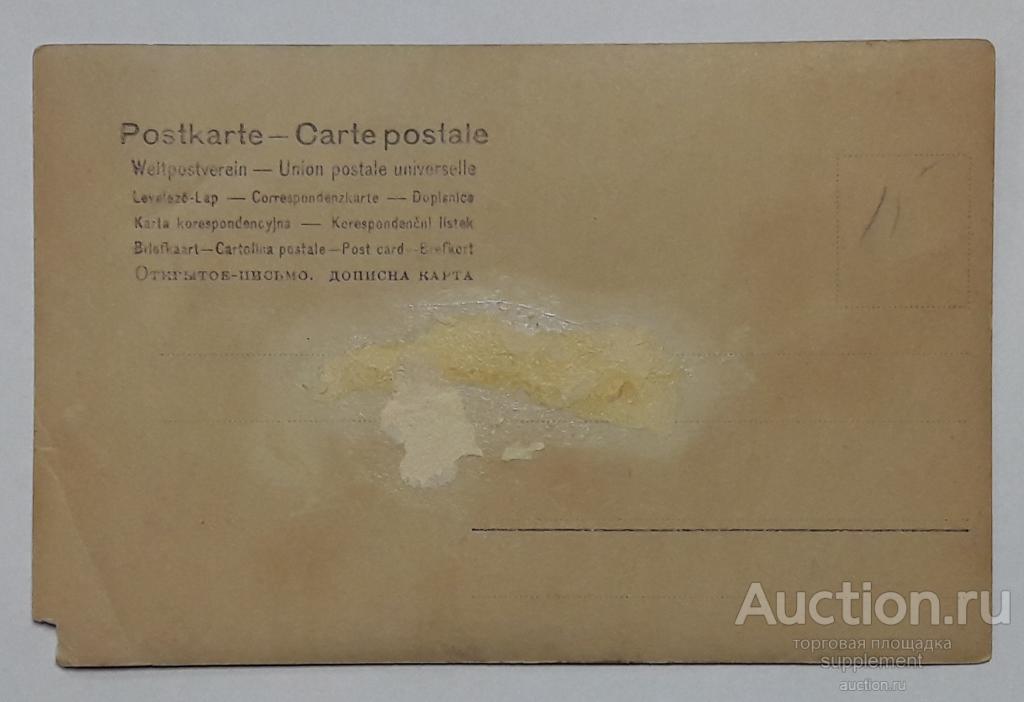 Postkarte — Carte postale
Weltpostverein — Union postale universelle
Levelező-Lap — Correspondenzkarte — Dopisnice
Karta korespondencyjna — Korespondenční lístek
Briefkaart — Cartolina postale — Post card — Brefkort
Открытое-письмо. дописна карта
Auction.ru
торговая площадка
supplement
auction.ru